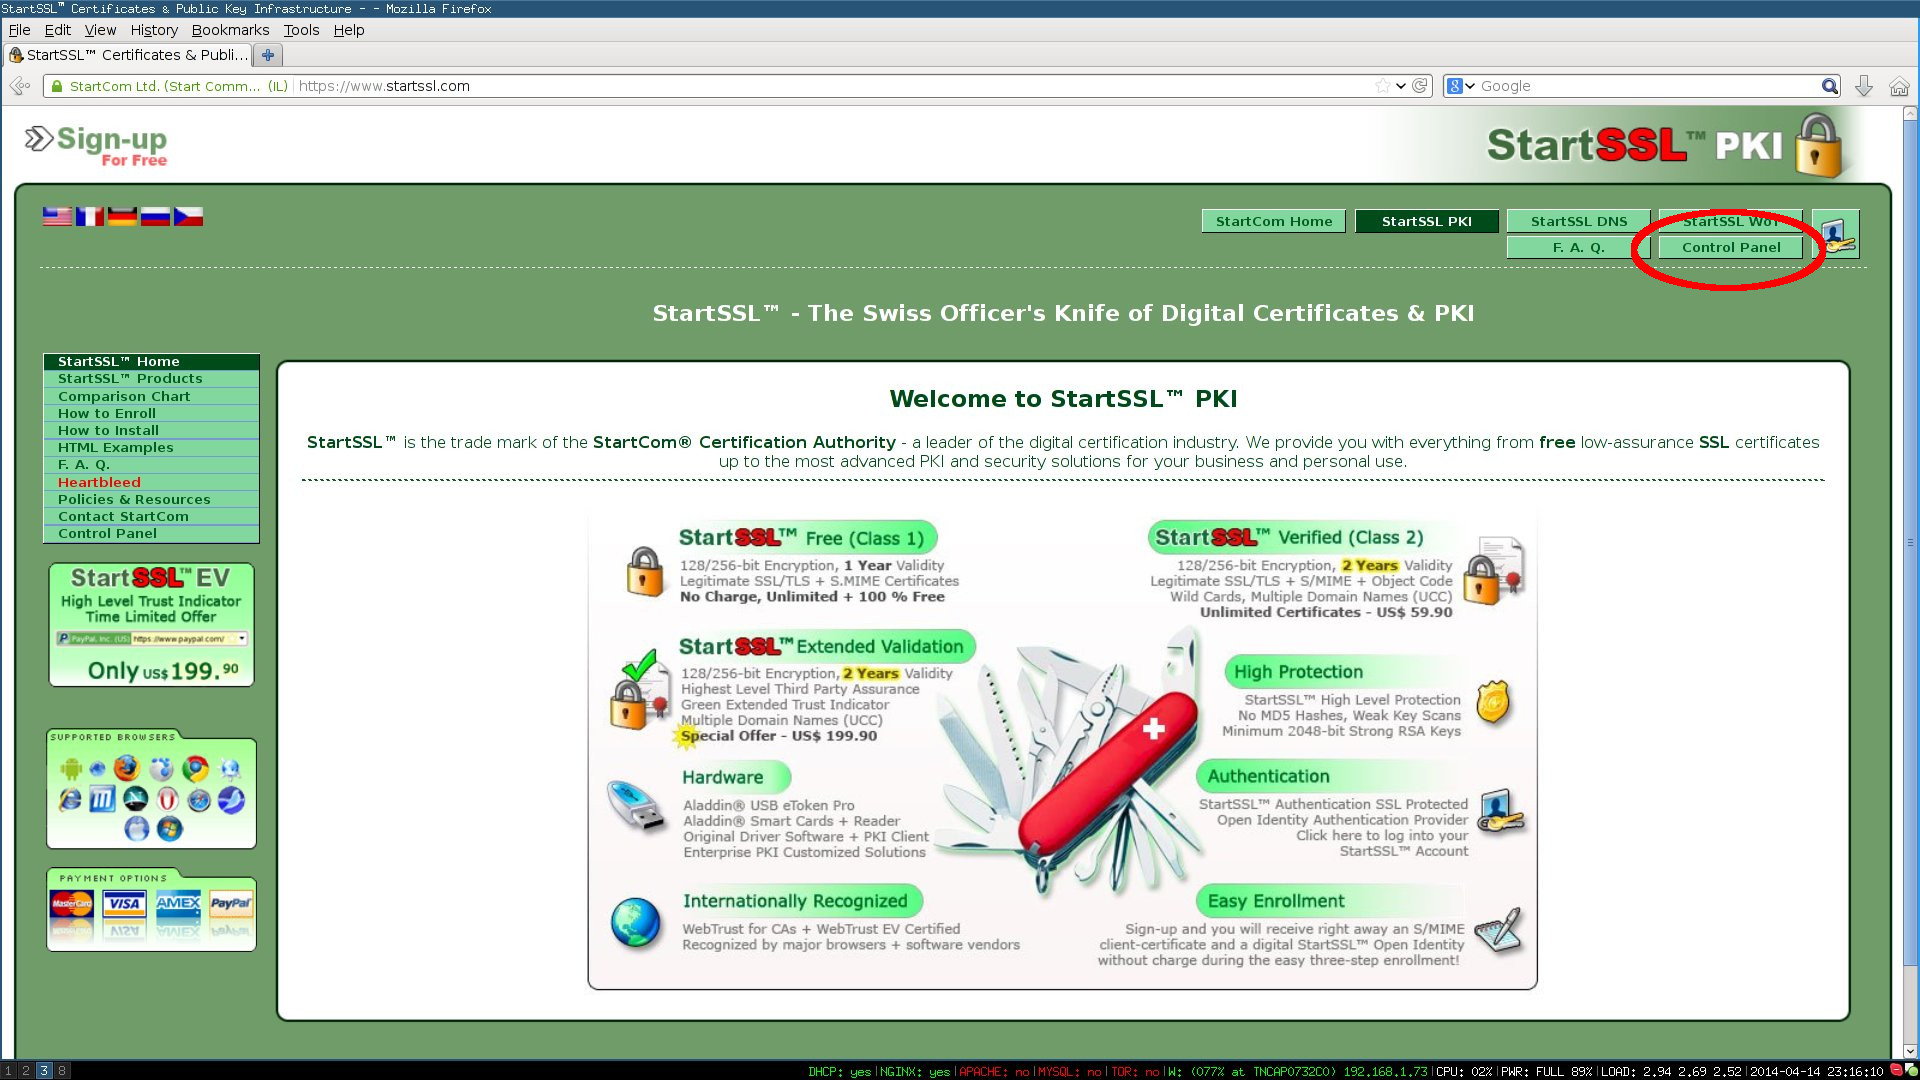 StartSSL™ Certificates & Public Key Infrastructure - - Mozilla Firefox
File Edit View History Bookmarks Tools Help
StartSSL™ Certificates & Publi...
StartCom Ltd. (Start Comm... (IL) https://www.startssl.com
Google
Sign-up
For Free
StartSSL™ PKI
StartCom Home StartSSL PKI StartSSL DNS StartSSL WoT
F. A. Q. Control Panel
StartSSL™ - The Swiss Officer's Knife of Digital Certificates & PKI
StartSSL™ Home
StartSSL™ Products
Comparison Chart
How to Enroll
How to Install
HTML Examples
F. A. Q.
Heartbleed
Policies & Resources
Contact StartCom
Control Panel
StartSSL™ EV
High Level Trust Indicator
Time Limited Offer
PayPal, Inc. (US) https://www.paypal.com/
Only US$ 199.90
SUPPORTED BROWSERS
PAYMENT OPTIONS
MasterCard VISA AMEX PayPal
Welcome to StartSSL™ PKI
StartSSL™ is the trade mark of the StartCom® Certification Authority - a leader of the digital certification industry. We provide you with everything from free low-assurance SSL certificates
up to the most advanced PKI and security solutions for your business and personal use.
StartSSL™ Free (Class 1)
128/256-bit Encryption, 1 Year Validity
Legitimate SSL/TLS + S.MIME Certificates
No Charge, Unlimited + 100 % Free
StartSSL™ Verified (Class 2)
128/256-bit Encryption, 2 Years Validity
Legitimate SSL/TLS + S/MIME + Object Code
Wild Cards, Multiple Domain Names (UCC)
Unlimited Certificates - US$ 59.90
StartSSL™ Extended Validation
128/256-bit Encryption, 2 Years Validity
Highest Level Third Party Assurance
Green Extended Trust Indicator
Multiple Domain Names (UCC)
Special Offer - US$ 199.90
High Protection
StartSSL™ High Level Protection
No MD5 Hashes, Weak Key Scans
Minimum 2048-bit Strong RSA Keys
Hardware
Aladdin® USB eToken Pro
Aladdin® Smart Cards + Reader
Original Driver Software + PKI Client
Enterprise PKI Customized Solutions
Authentication
StartSSL™ Authentication SSL Protected
Open Identity Authentication Provider
Click here to log into your
StartSSL™ Account
Internationally Recognized
WebTrust for CAs + WebTrust EV Certified
Recognized by major browsers + software vendors
Easy Enrollment
Sign-up and you will receive right away an S/MIME
client-certificate and a digital StartSSL™ Open Identity
without charge during the easy three-step enrollment!
1 2 3 8 DHCP: yes|NGINX: yes|APACHE: no|MYSQL: no|TOR: no|W: (077% at TNCAP0732C0) 192.168.1.73|CPU: 02%|PWR: FULL 89%|LOAD: 2.94 2.69 2.52|2014-04-14 23:16:10